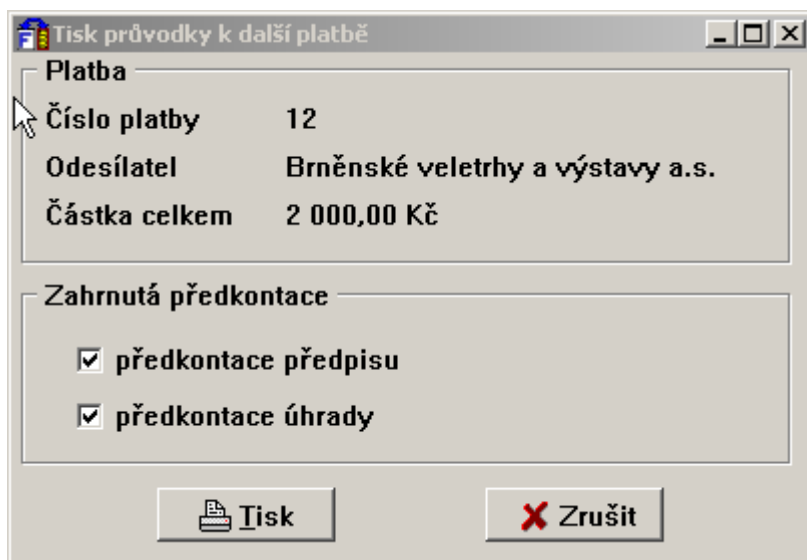 Tisk průvodky k další platbě
Platba
Číslo platby 12
Odesílatel Brněnské veletrhy a výstavy a.s.
Částka celkem 2 000,00 Kč
Zahrnutá předkontace
předkontace předpisu
předkontace úhrady
Tisk Zrušit